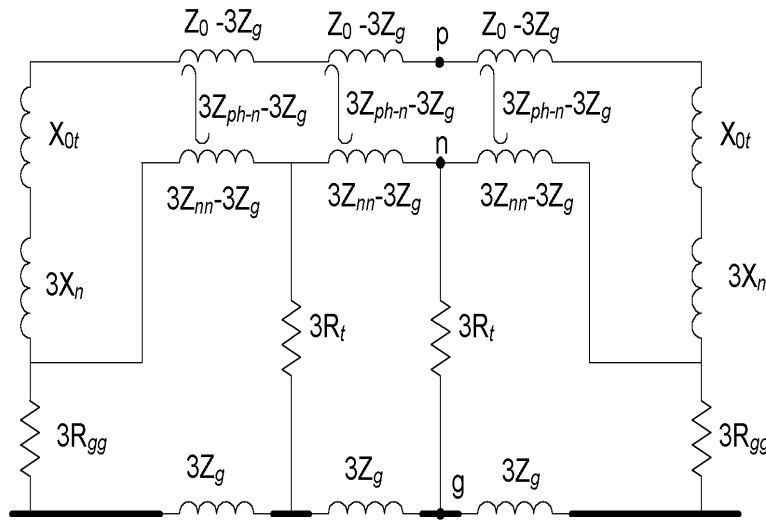 Z0 -3Zg Z0 -3Zg p Z0 -3Zg
X0t 3Zph-n-3Zg 3Zph-n-3Zg 3Zph-n-3Zg X0t
n
3Znn-3Zg 3Znn-3Zg 3Znn-3Zg
3Xn 3Xn
3Rt 3Rt
3Rgg 3Rgg
3Zg 3Zg g 3Zg